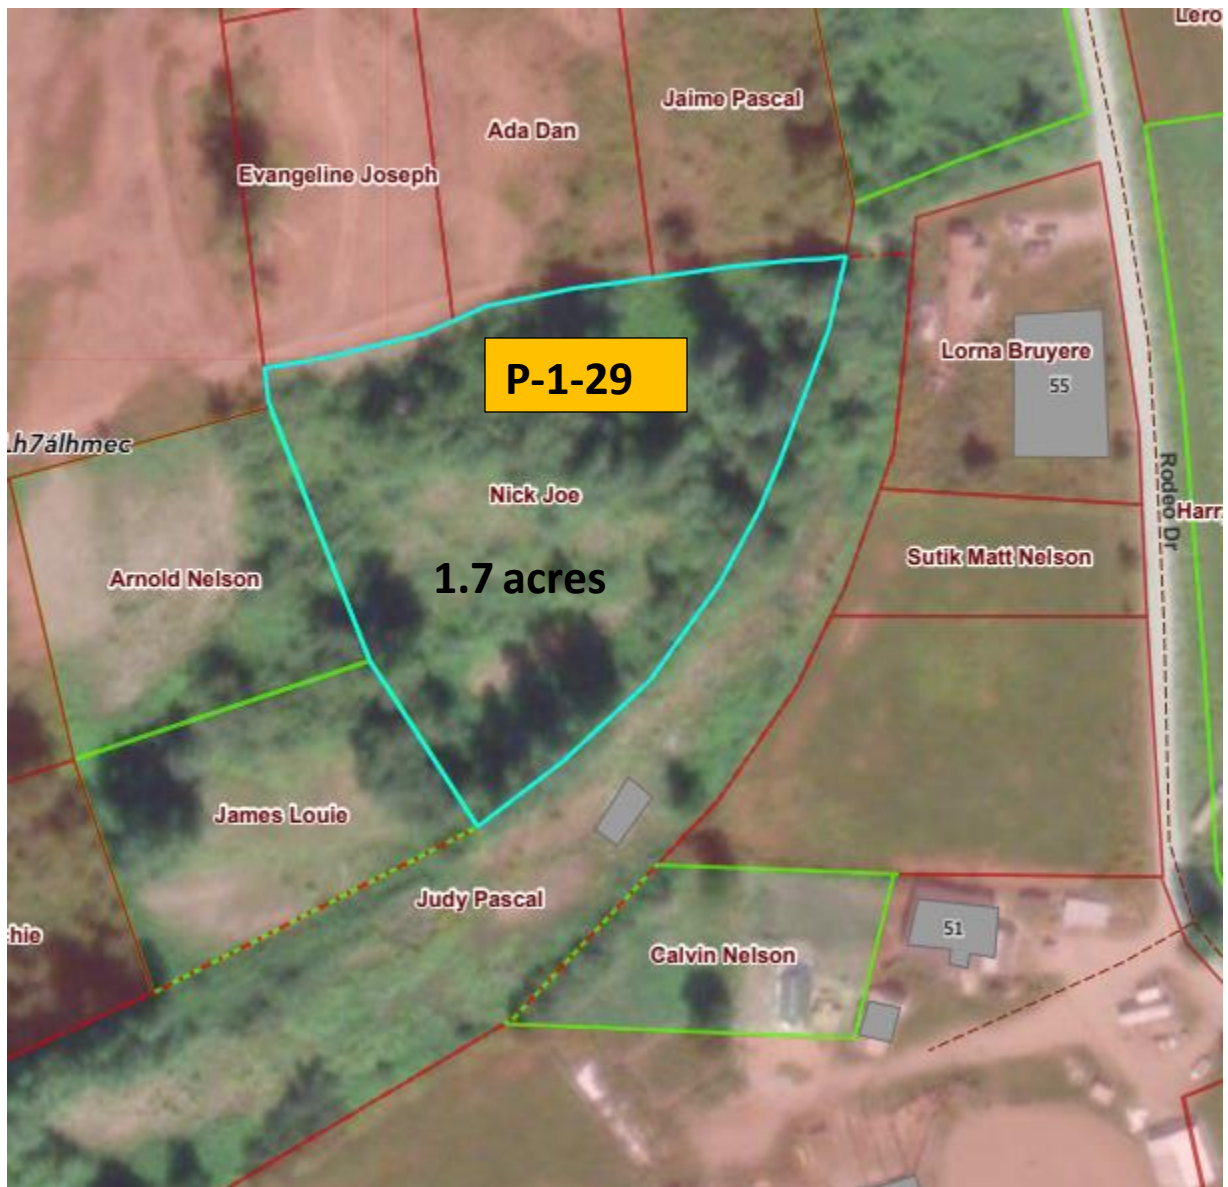 Lero
Jaime Pascal
Ada Dan
Evangeline Joseph
Lorna Bruyere
P-1-29
55
.h7álhmec
Rodeo Dr
Nick Joe
Harr
Sutik Matt Nelson
Arnold Nelson
1.7 acres
James Louie
Judy Pascal
hie
51
Calvin Nelson